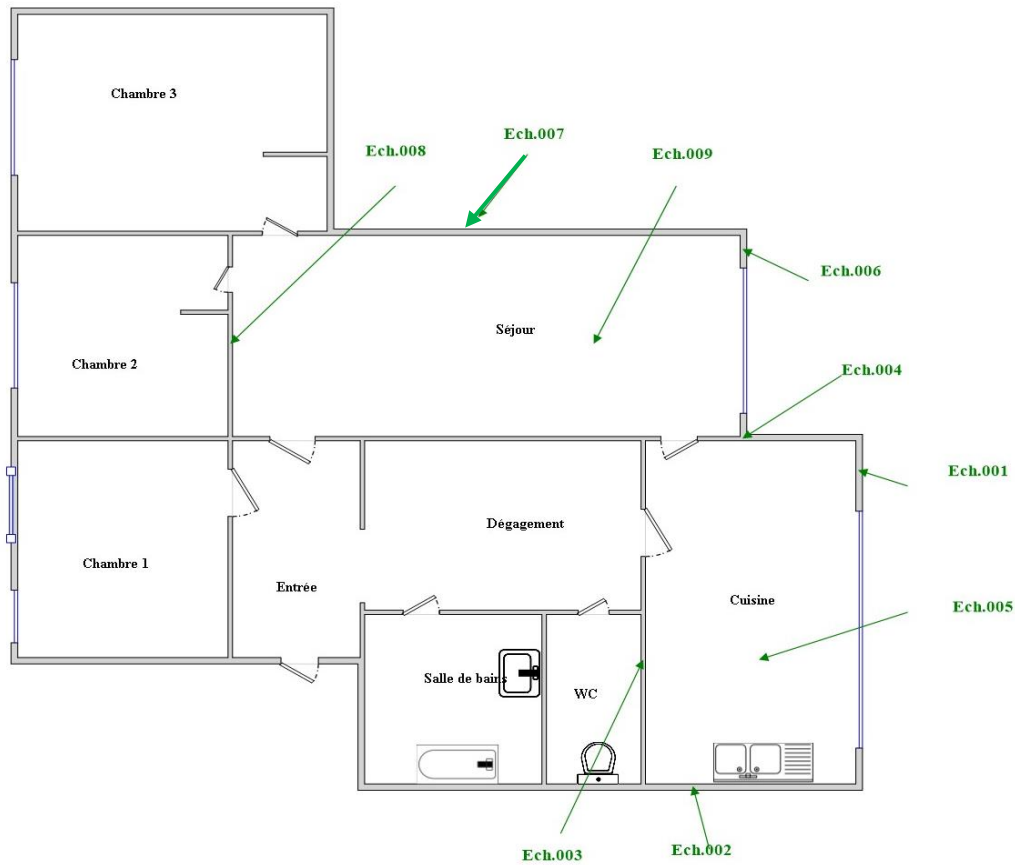 Chambre 3
Ech.007
Ech.008
Ech.009
Ech.006
Séjour
Chambre 2
Ech.004
Ech.001
Dégagement
Chambre 1
Entrée
Cuisine
Ech.005
Salle de bains
WC
Ech.003
Ech.002